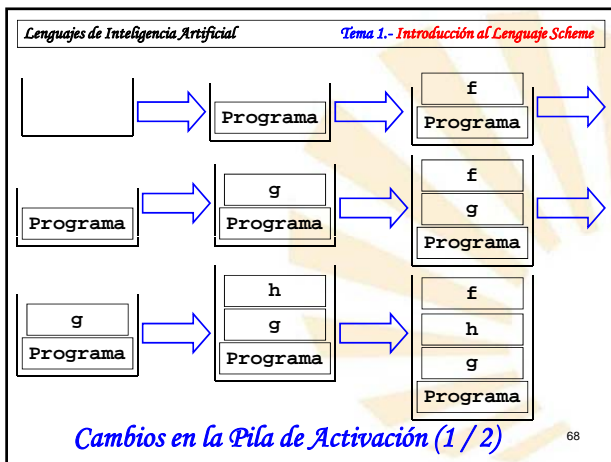 Lenguajes de Inteligencia Artificial
Tema 1.- Introducción al Lenguaje Scheme
Programa
f
Programa
Programa
g
Programa
f
g
Programa
g
Programa
h
g
Programa
f
h
g
Programa
Cambios en la Pila de Activación (1 / 2)
68